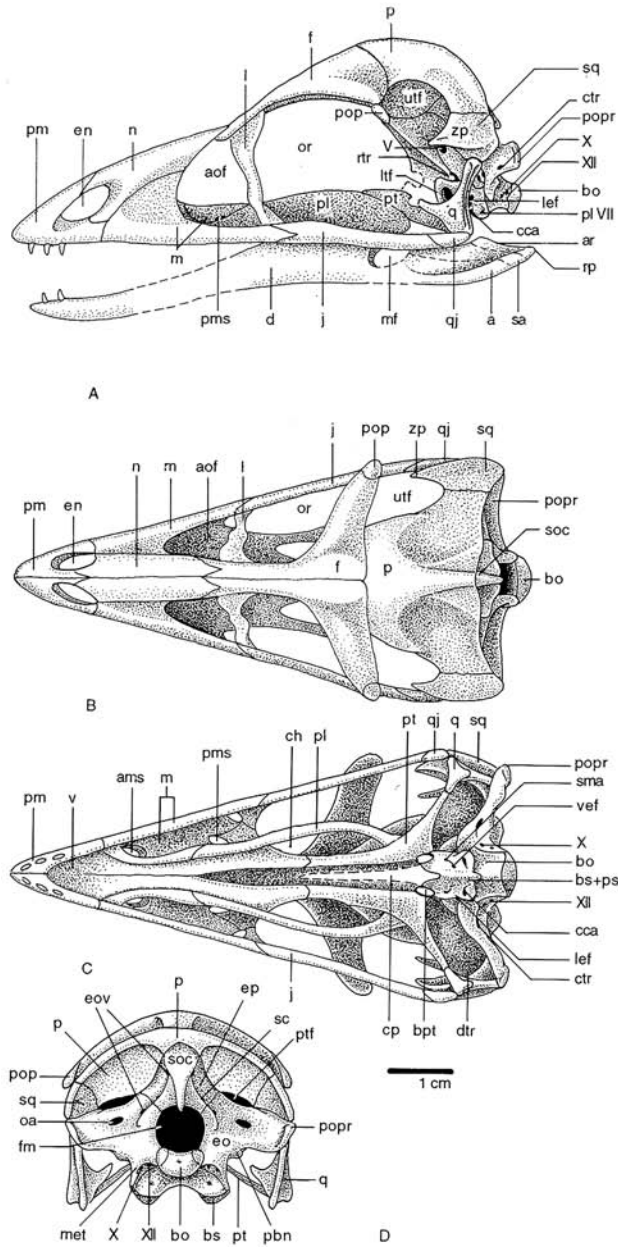 p
f
sq
l
utf
ctr
pop
n
en
pm
zp
popr
V
or
X
rtr
XII
aof
ltf
bo
pl
pt
q
lef
pl VII
cca
m
ar
rp
pms
d
j
mf
qj
a
sa
A
j
pop
zp
qj
sq
n
m
aof
l
pm
en
or
utf
popr
soc
f
p
bo
B
pt
qj
q
sq
pms
ch
pl
popr
ams
m
sma
pm
v
vef
X
bo
bs+ps
XII
cca
lef
C
j
ctr
cp
bpt
dtr
p
ep
eov
sc
p
ptf
soc
pop
sq
oa
popr
fm
eo
1 cm
q
met
X
XII
bo
bs
pt
pbn
D